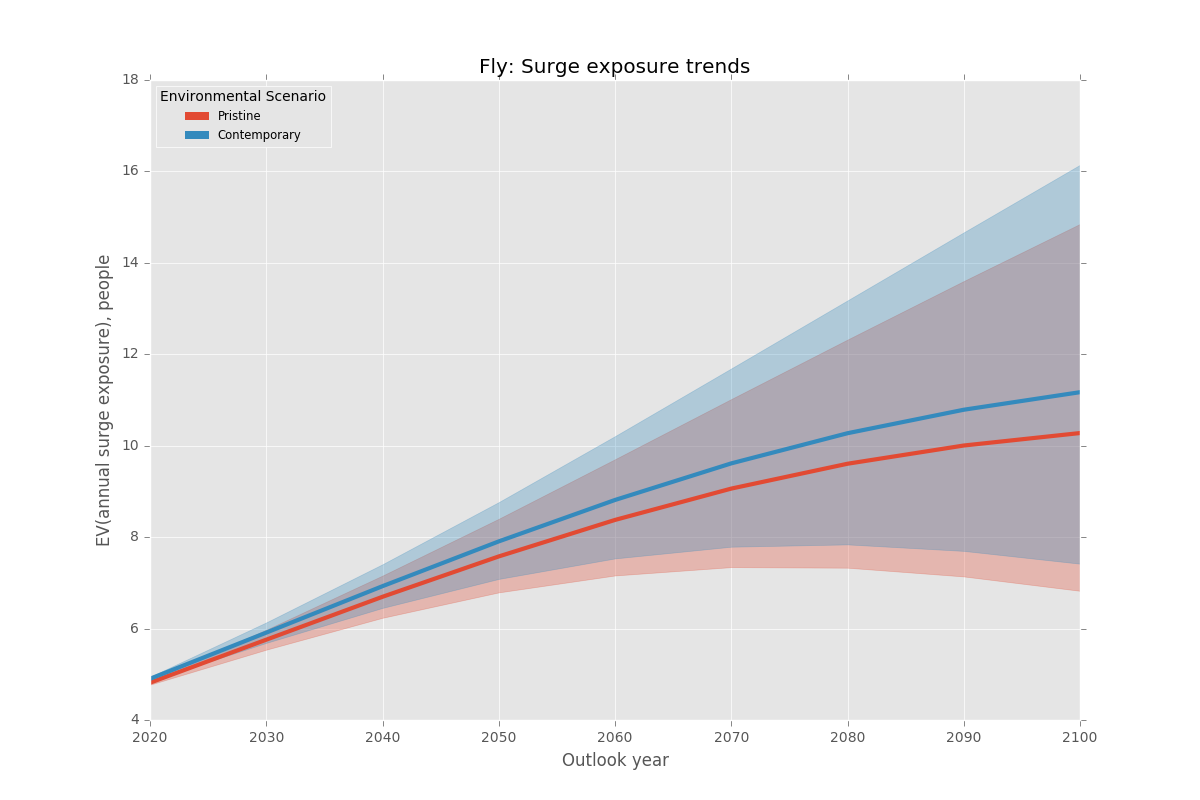 Fly: Surge exposure trends
18
Environmental Scenario
Pristine
Contemporary
16
14
12
10
8
6
4
EV(annual surge exposure), people
2020 2030 2040 2050 2060 2070 2080 2090 2100
Outlook year